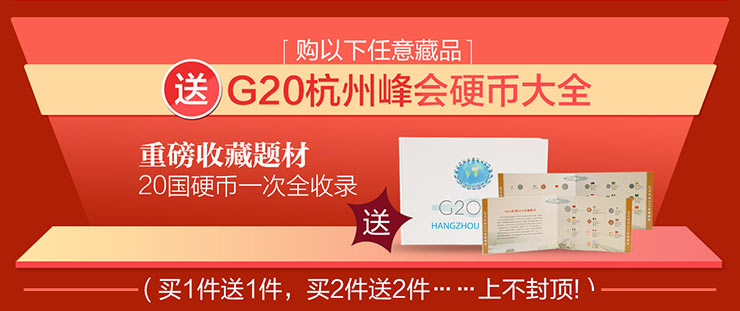 [购以下任意藏品]
送 G20杭州峰会硬币大全
重磅收藏题材
20国硬币一次全收录
送
G20
HANGZHOU
(买1件送1件，买2件送2件……上不封顶!)